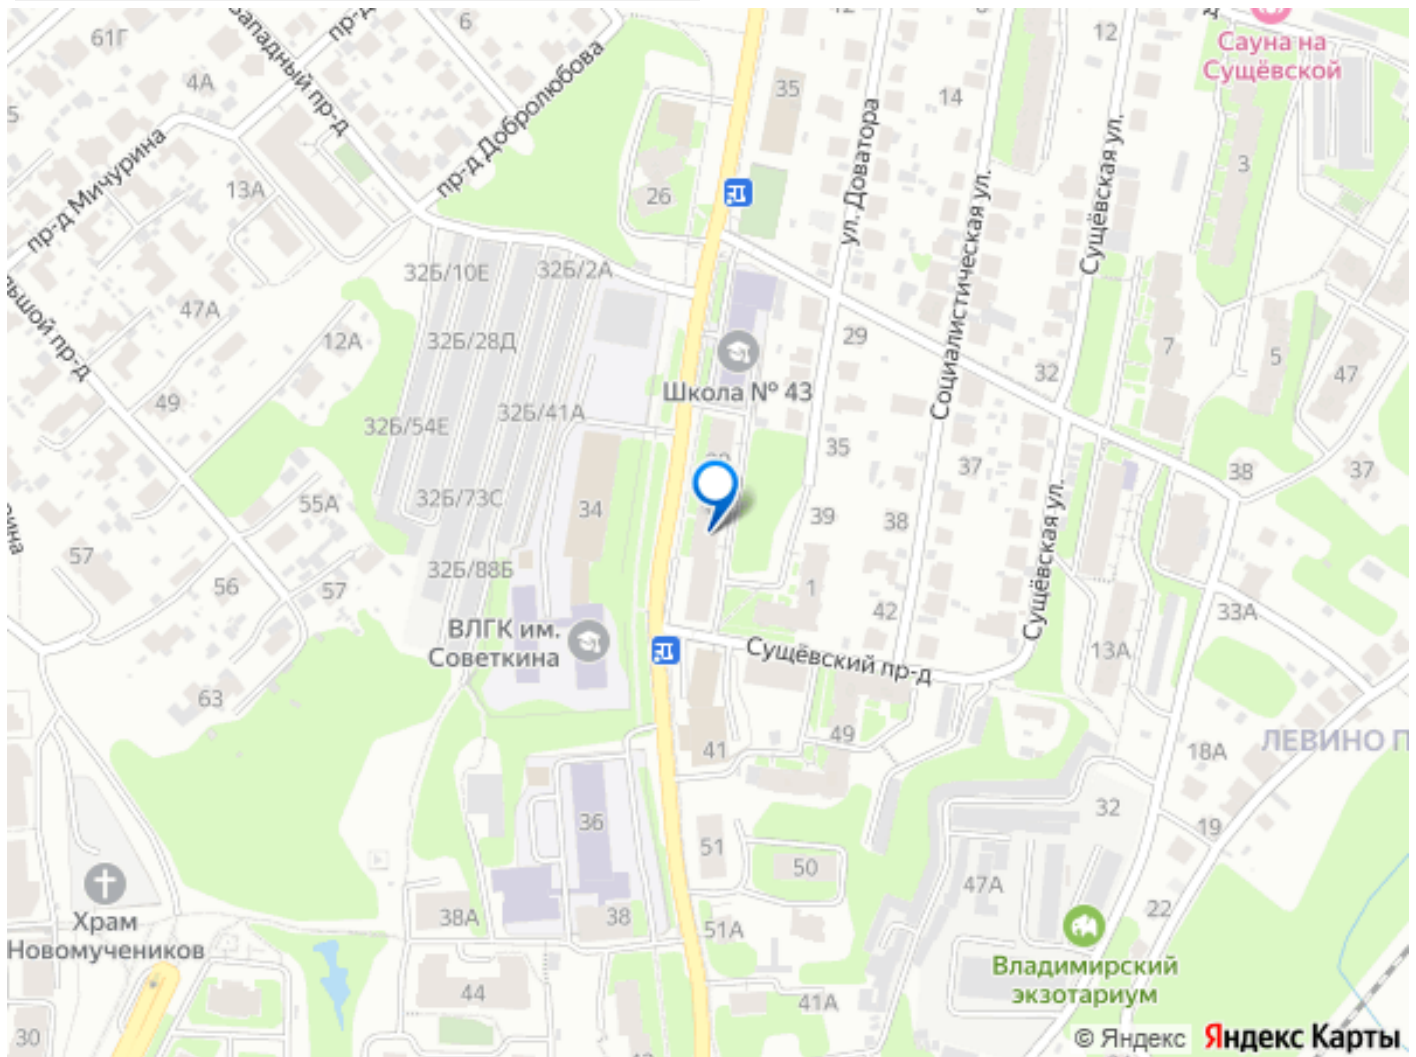 61Г
Западный пр-д
6
12
12
Сауна на
Сущёвской
4А
пр-д Добролюбова
35
14
5
пр-д Мичурина
13А
26
ул. Доватора
Социалистическая ул.
Сущёвская ул.
3
32Б/10Е
32Б/2А
47А
12А
32Б/28Д
29
32
7
5
47
Школа № 43
49
32Б/54Е
32Б/41А
35
37
38
37
55А
32Б/73С
34
39
38
Сущёвская ул.
57
56
57
32Б/88Б
1
42
33А
ВЛГК им.
Советкина
Сущёвский пр-д
13А
63
41
49
18А
ЛЕВИНО П
36
51
50
32
19
47А
Храм
Новомучеников
38А
38
51А
22
Владимирский
экзотариум
44
41А
30
© Яндекс Яндекс Карты